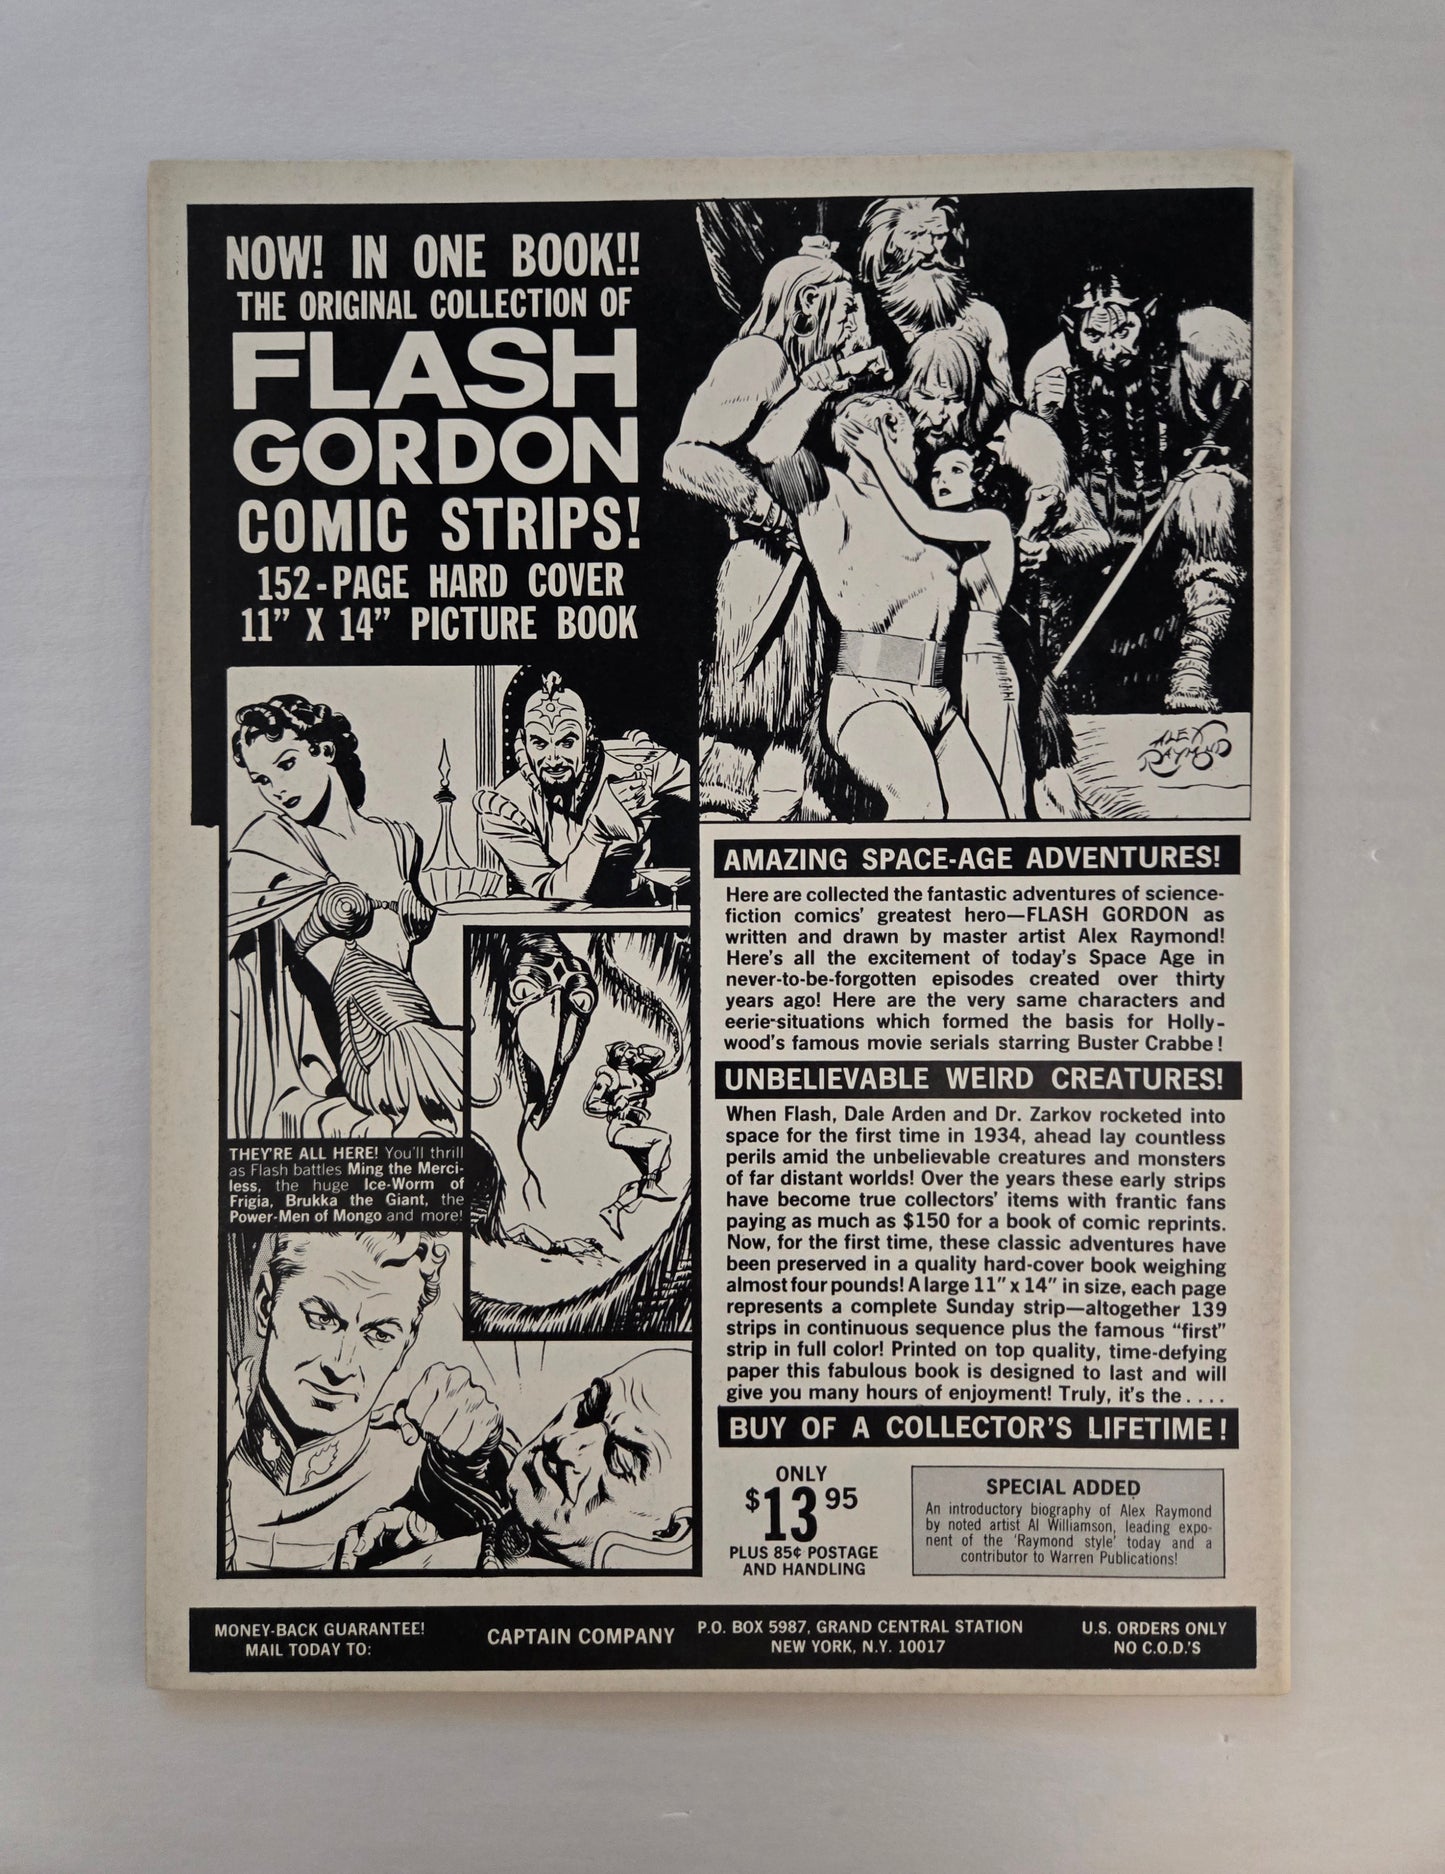 NOW! IN ONE BOOK!!
THE ORIGINAL COLLECTION OF
FLASH
GORDON
COMIC STRIPS!
152-PAGE HARD COVER
11” X 14” PICTURE BOOK
ALEX
RAYMOND
THEY'RE ALL HERE! You'll thrill
as Flash battles Ming the Merci-
less, the huge Ice-Worm of
Frigia, Brukka the Giant, the
Power-Men of Mongo and more!
AMAZING SPACE-AGE ADVENTURES!
Here are collected the fantastic adventures of science-
fiction comics' greatest hero—FLASH GORDON as
written and drawn by master artist Alex Raymond!
Here's all the excitement of today's Space Age in
never-to-be-forgotten episodes created over thirty
years ago! Here are the very same characters and
eerie-situations which formed the basis for Holly-
wood's famous movie serials starring Buster Crabbe!
UNBELIEVABLE WEIRD CREATURES!
When Flash, Dale Arden and Dr. Zarkov rocketed into
space for the first time in 1934, ahead lay countless
perils amid the unbelievable creatures and monsters
of far distant worlds! Over the years these early strips
have become true collectors' items with frantic fans
paying as much as $150 for a book of comic reprints.
Now, for the first time, these classic adventures have
been preserved in a quality hard-cover book weighing
almost four pounds! A large 11” x 14” in size, each page
represents a complete Sunday strip—altogether 139
strips in continuous sequence plus the famous “first”
strip in full color! Printed on top quality, time-defying
paper this fabulous book is designed to last and will
give you many hours of enjoyment! Truly, it's the . . . .
BUY OF A COLLECTOR'S LIFETIME!
ONLY
$13 95
PLUS 85¢ POSTAGE
AND HANDLING
SPECIAL ADDED
An introductory biography of Alex Raymond
by noted artist Al Williamson, leading expo-
nent of the 'Raymond style' today and a
contributor to Warren Publications!
MONEY-BACK GUARANTEE!
MAIL TODAY TO:
CAPTAIN COMPANY
P.O. BOX 5987, GRAND CENTRAL STATION
NEW YORK, N.Y. 10017
U.S. ORDERS ONLY
NO C.O.D.'S